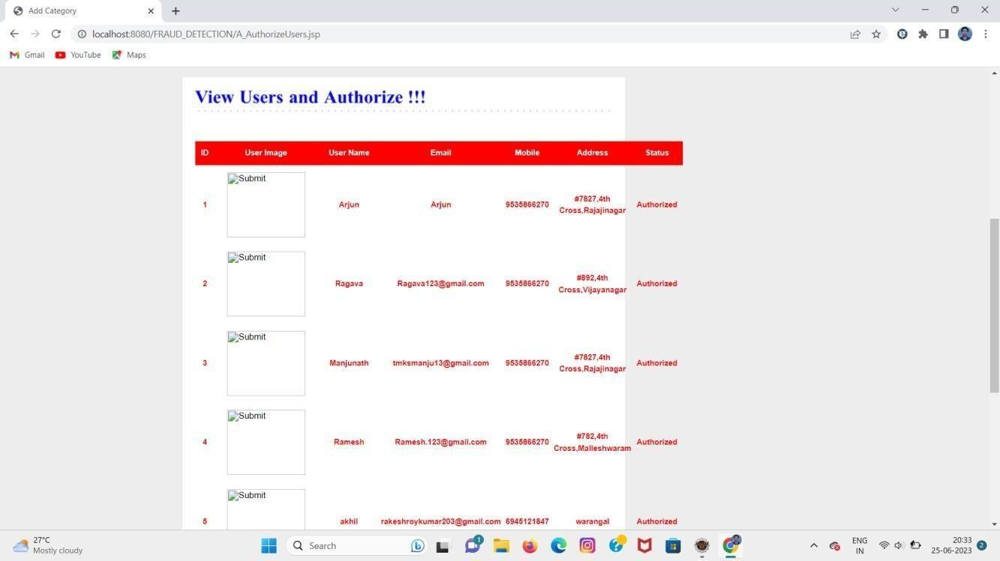 Add Category
localhost:8080/FRAUD_DETECTION/A_AuthorizeUsers.jsp
Gmail YouTube Maps
View Users and Authorize !!!
ID User Image User Name Email Mobile Address Status
Submit
1 Arjun Arjun 9535866270 #7827,4th Cross,Rajajinagar Authorized
Submit
2 Ragava Ragava123@gmail.com 9535866270 #892,4th Cross,Vijayanagar Authorized
Submit
3 Manjunath tmksmanju13@gmail.com 9535866270 #7827,4th Cross,Rajajinagar Authorized
Submit
4 Ramesh Ramesh.123@gmail.com 9535866270 #782,4th Cross,Malleshwaram Authorized
Submit
5 akhil rakeshroykumar203@gmail.com 6945121847 warangal Authorized
27°C
Mostly cloudy
Search
1
ENG
IN
20:33
25-06-2023
2